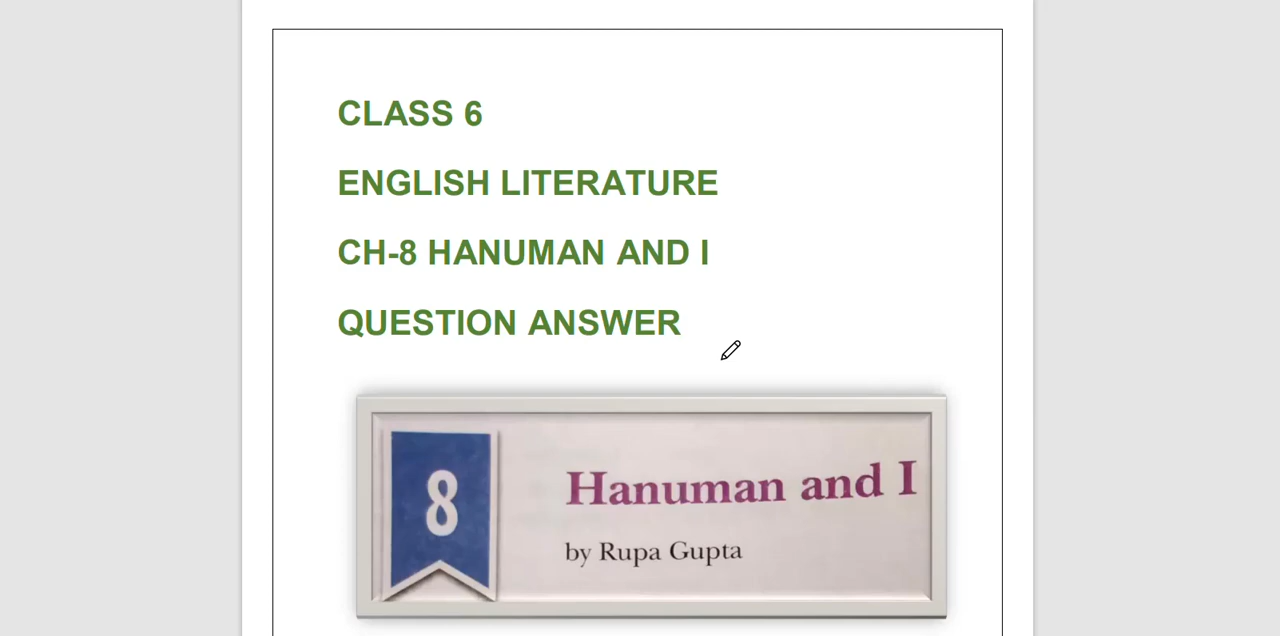 CLASS 6
ENGLISH LITERATURE
CH-8 HANUMAN AND I
QUESTION ANSWER
8
Hanuman and I
by Rupa Gupta